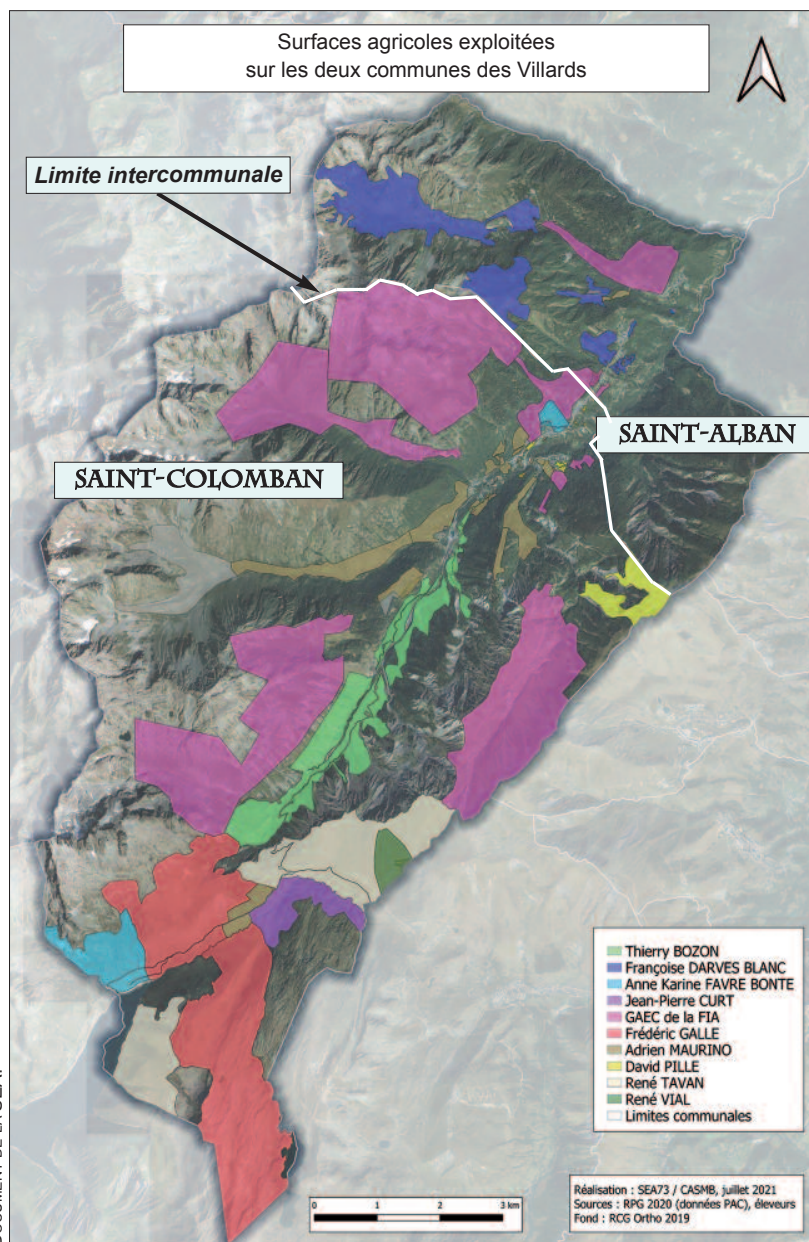 Surfaces agricoles exploitées
sur les deux communes des Villards
Limite intercommunale
SAINT-ALBAN
SAINT-COLOMBAN
Thierry BOZON
Françoise DARVES BLANC
Anne Karine FAVRE BONTE
Jean-Pierre CURT
GAEC de la FIA
Frédéric GALLE
Adrien MAURINO
David PILLE
René TAVAN
René VIAL
Limites communales
0 1 2 3 km
Réalisation : SEA73 / CASMB, juillet 2021
Sources : RPG 2020 (données PAC), éleveurs
Fond : RCG Ortho 2019